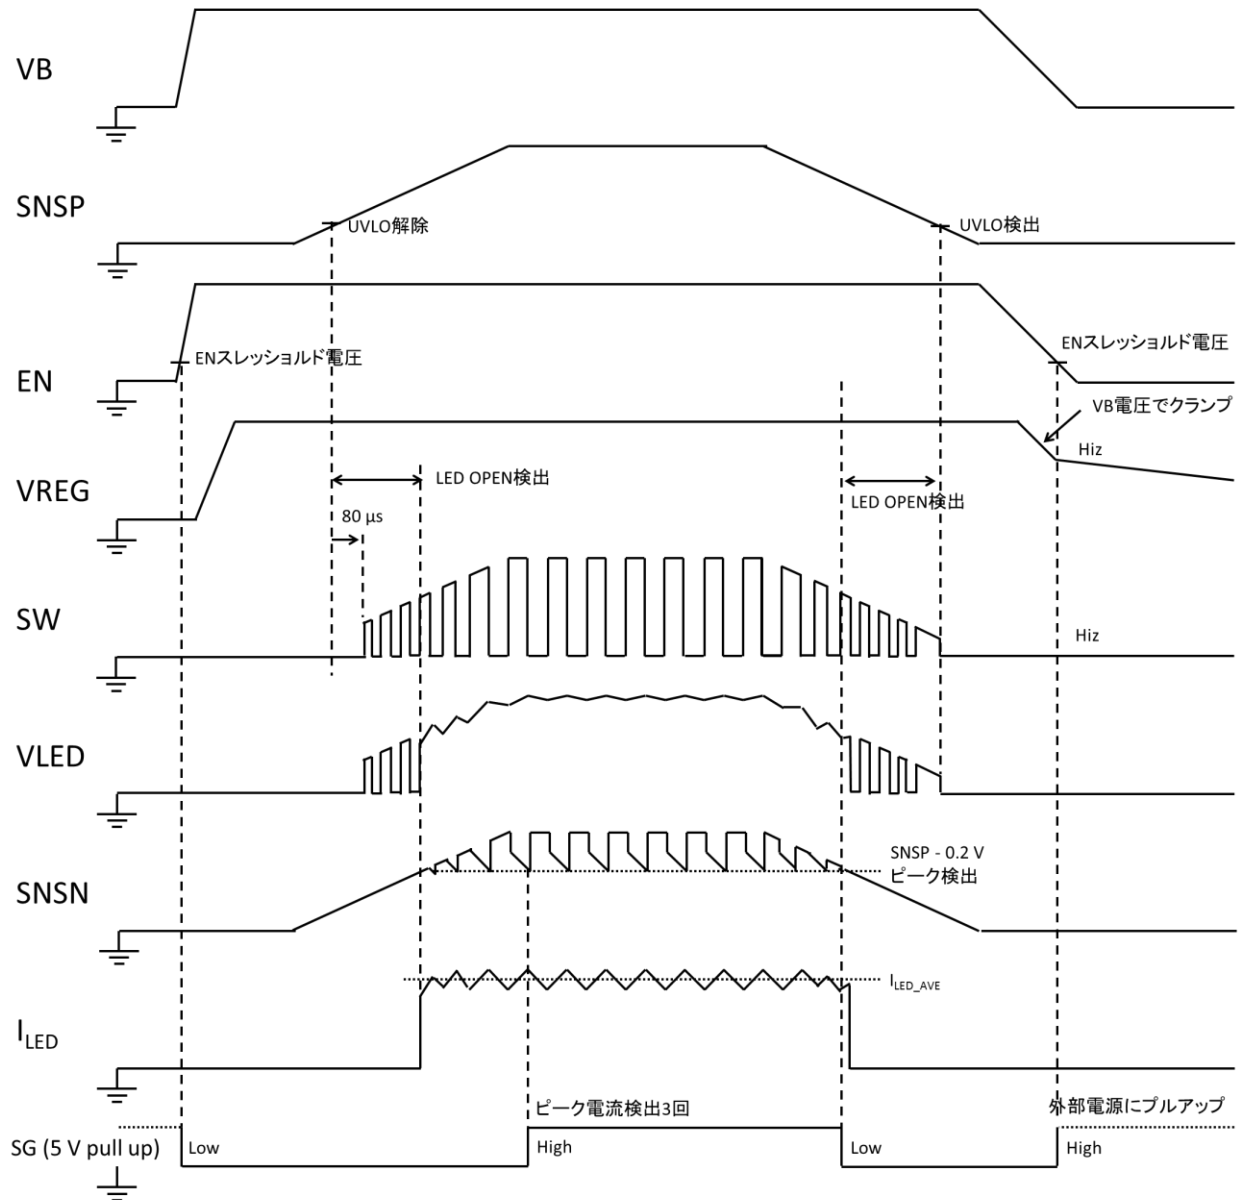 VB
SNSP
UVLO解除
UVLO検出
ENスレッショルド電圧
ENスレッショルド電圧
EN
VB電圧でクランプ
Hiz
VREG
LED OPEN検出
LED OPEN検出
80 μs
SW
Hiz
VLED
SNSP - 0.2 V
ピーク検出
SNSN
ILED_AVE
ILED
ピーク電流検出3回
外部電源にプルアップ
SG (5 V pull up)
Low
High
Low
High